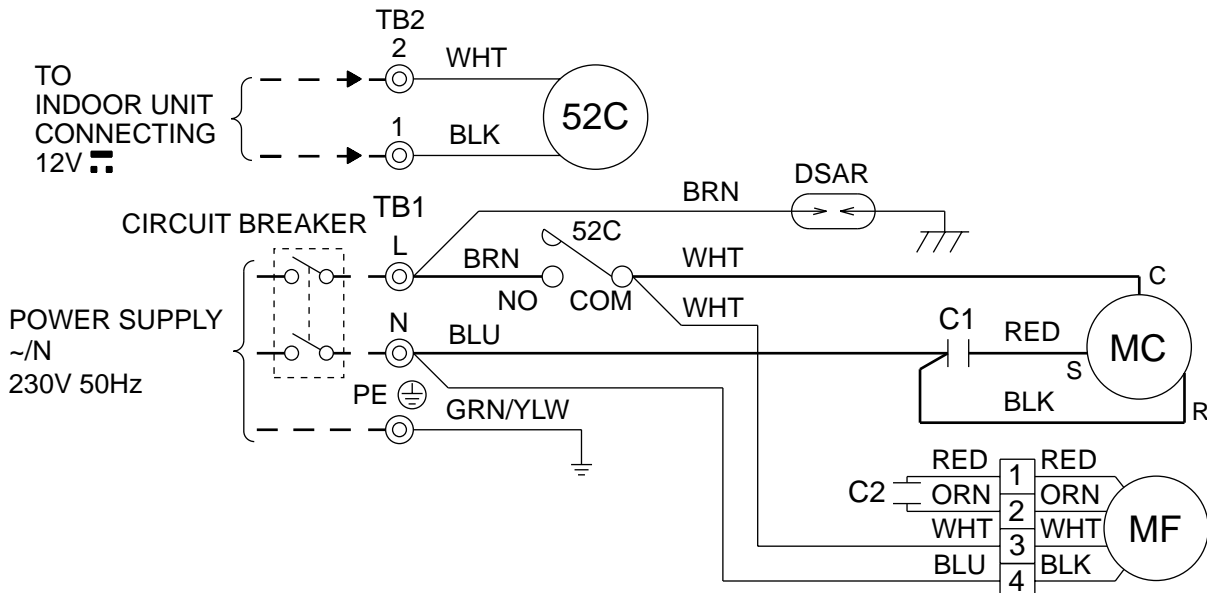 TB2
2
WHT
TO
INDOOR UNIT
CONNECTING
12V
52C
1
BLK
DSAR
BRN
TB1
CIRCUIT BREAKER
L
52C
BRN
WHT
C
NO
COM
WHT
POWER SUPPLY
~/N
230V 50Hz
N
BLU
C1
RED
MC
S
PE
BLK
R
GRN/YLW
RED
1
RED
C2
ORN
2
ORN
MF
WHT
3
WHT
BLU
4
BLK